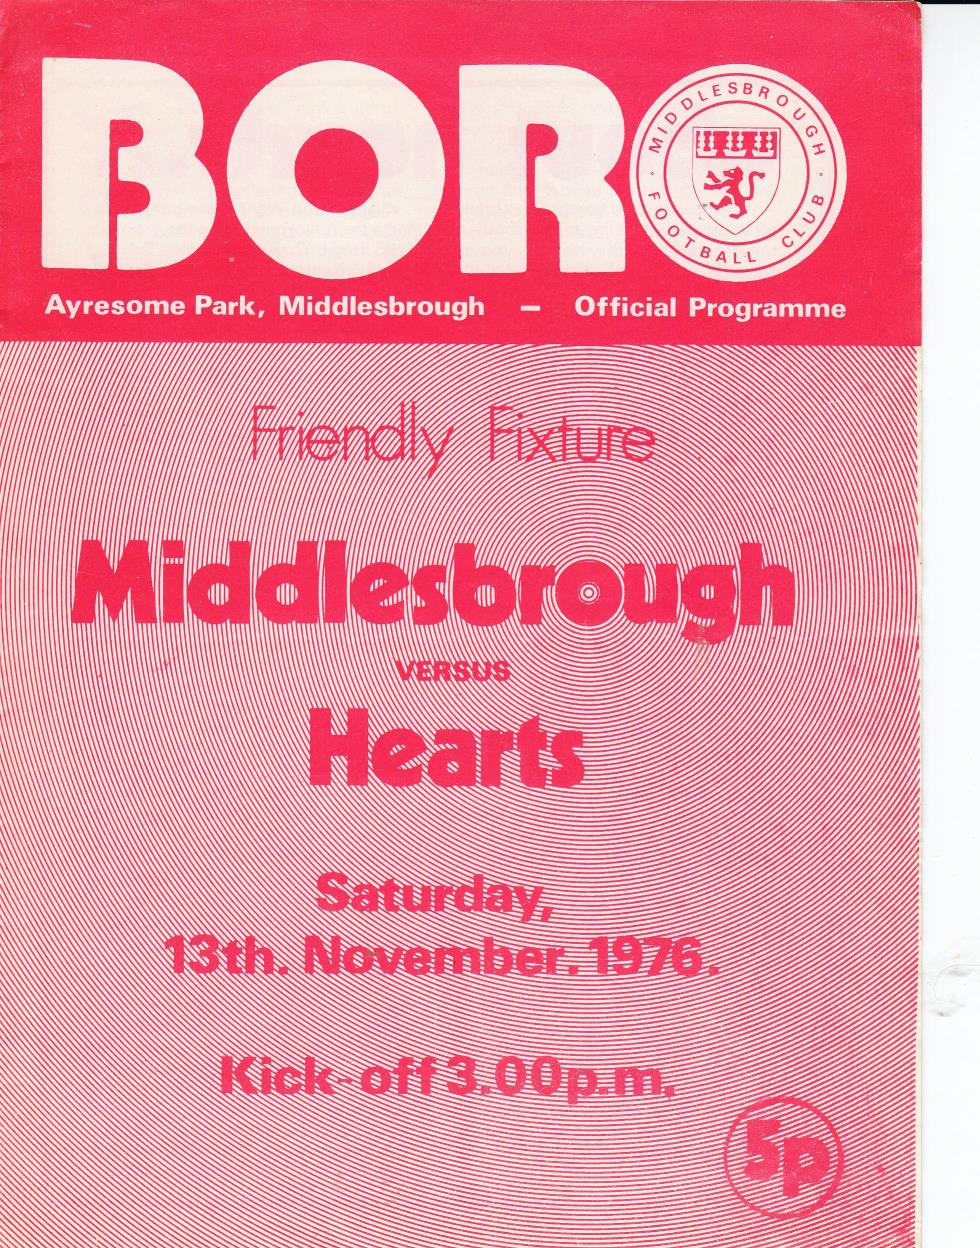 BORO
MIDDLESBROUGH
FOOTBALL CLUB
Ayresome Park, Middlesbrough – Official Programme
Friendly Fixture
Middlesbrough
VERSUS
Hearts
Saturday,
13th. November. 1976.
Kick-off 3.00p.m.
5p